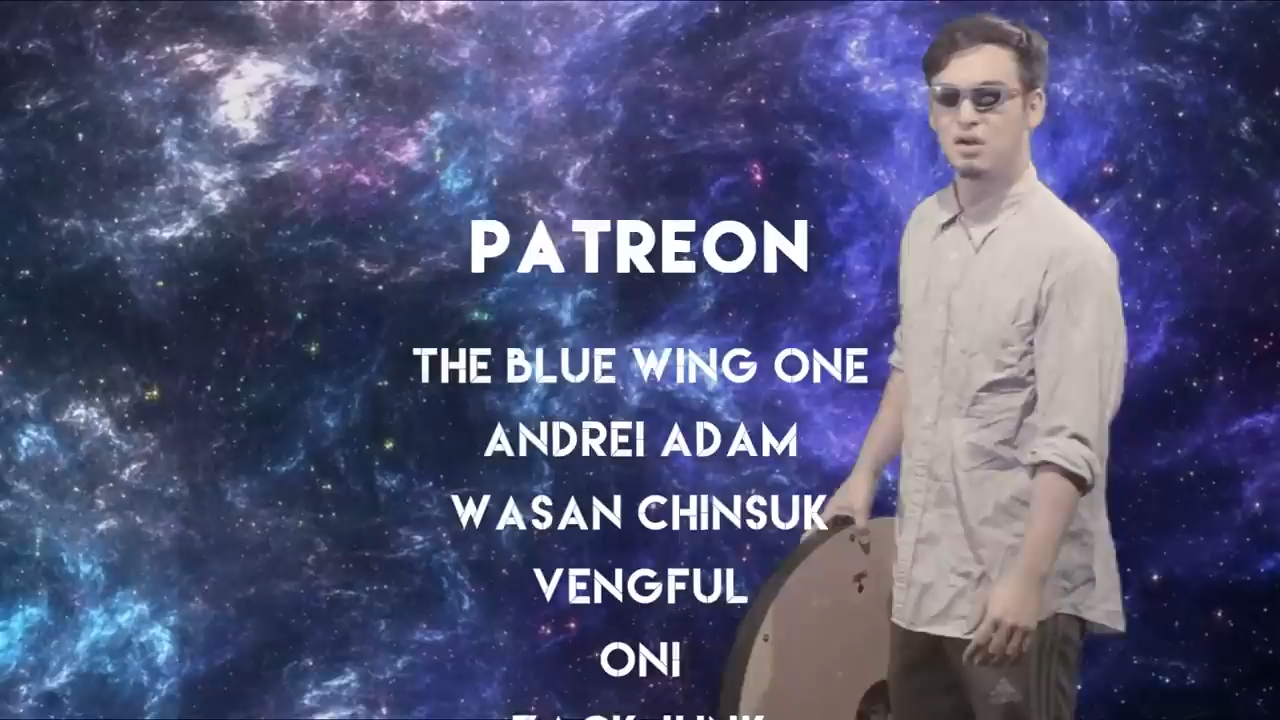 PATREON
THE BLUE WING ONE
ANDREI ADAM
WASAN CHINSUK
VENGFUL
ONI